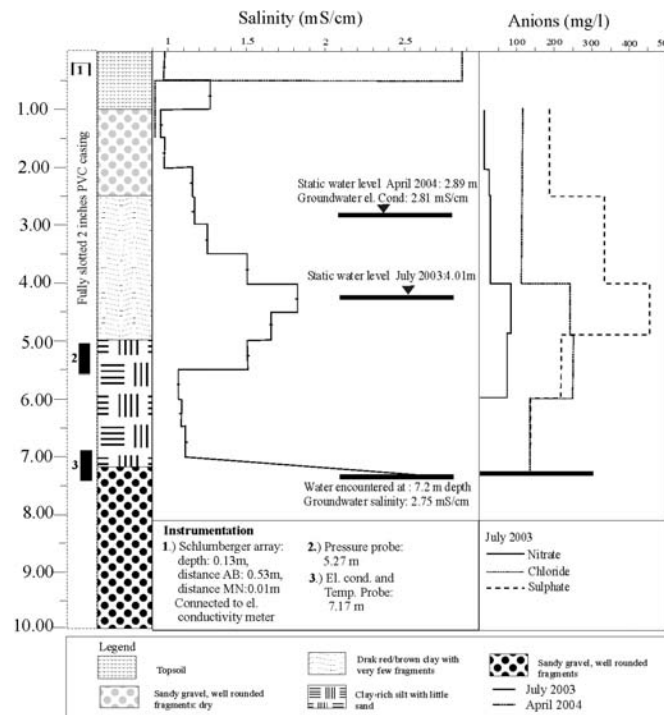 Salinity (mS/cm)
Anions (mg/l)
1 1.5 2 2.5
100 200 300 400 50
1
1.00
2.00
3.00
4.00
5.00
6.00
7.00
8.00
9.00
10.00
Fully slotted 2 inches PVC casing
2
3
Static water level April 2004: 2.89 m
Groundwater el. Cond: 2.81 mS/cm
Static water level July 2003:4.01m
Water encountered at : 7.2 m depth
Groundwater salinity: 2.75 mS/cm
Instrumentation
1.) Schlumberger array:
depth: 0.13m,
distance AB: 0.53m,
distance MN:0.01m
Connected to el.
conductivity meter
2.) Pressure probe:
5.27 m
3.) El. cond. and
Temp. Probe:
7.17 m
July 2003
Nitrate
Chloride
Sulphate
Legend
Topsoil
Sandy gravel, well rounded
fragments: dry
Drak red/brown clay with
very few fragments
Clay-rich silt with little
sand
Sandy gravel, well rounded
fragments
July 2003
April 2004